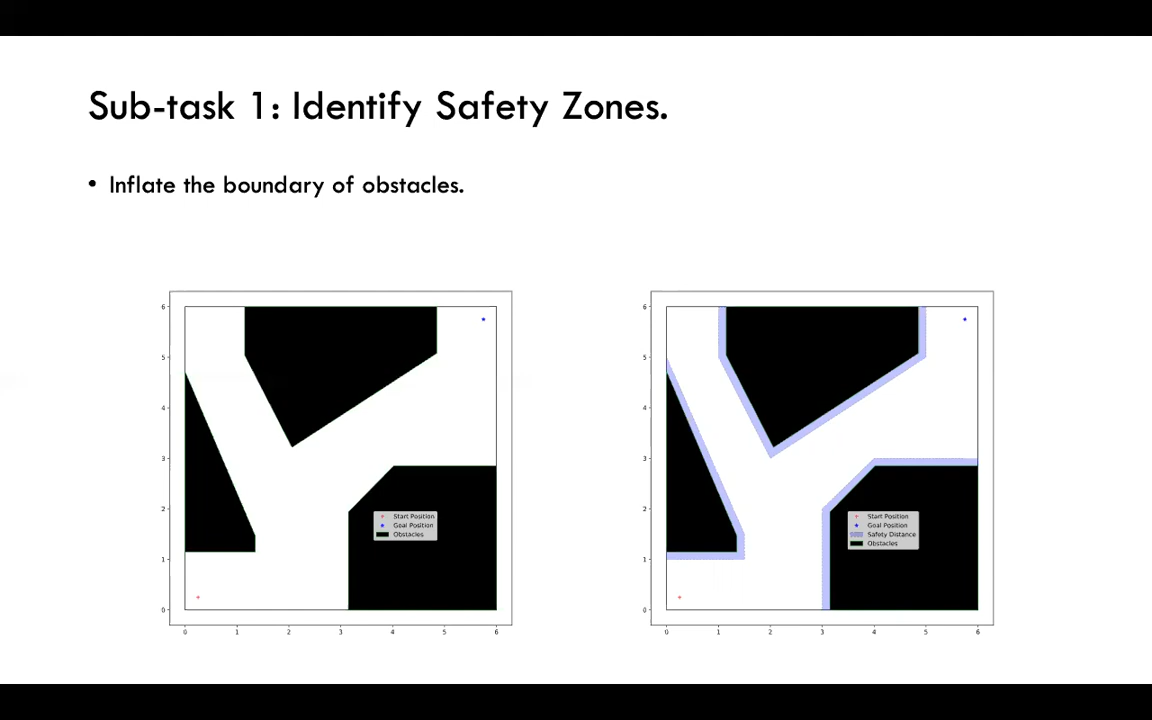 Sub-task 1: Identify Safety Zones.
• Inflate the boundary of obstacles.
6
5
4
3
2
1
0
0 1 2 3 4 5 6
Start Position
Goal Position
Obstacles
6
5
4
3
2
1
0
0 1 2 3 4 5 6
Start Position
Goal Position
Safety Distance
Obstacles